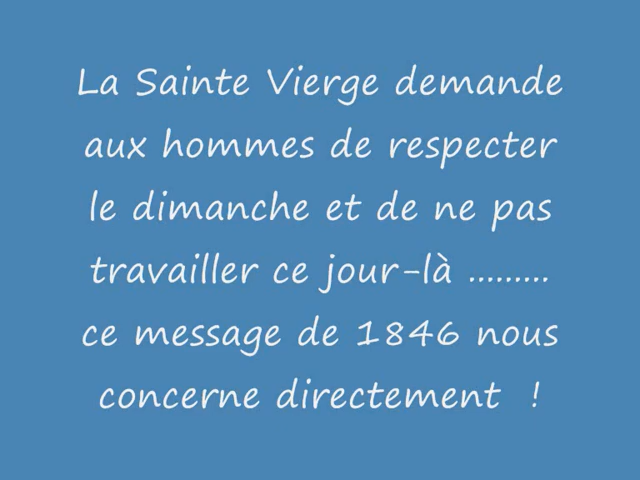 La Sainte Vierge demande
aux hommes de respecter
le dimanche et de ne pas
travailler ce jour-là .........
ce message de 1846 nous
concerne directement  !